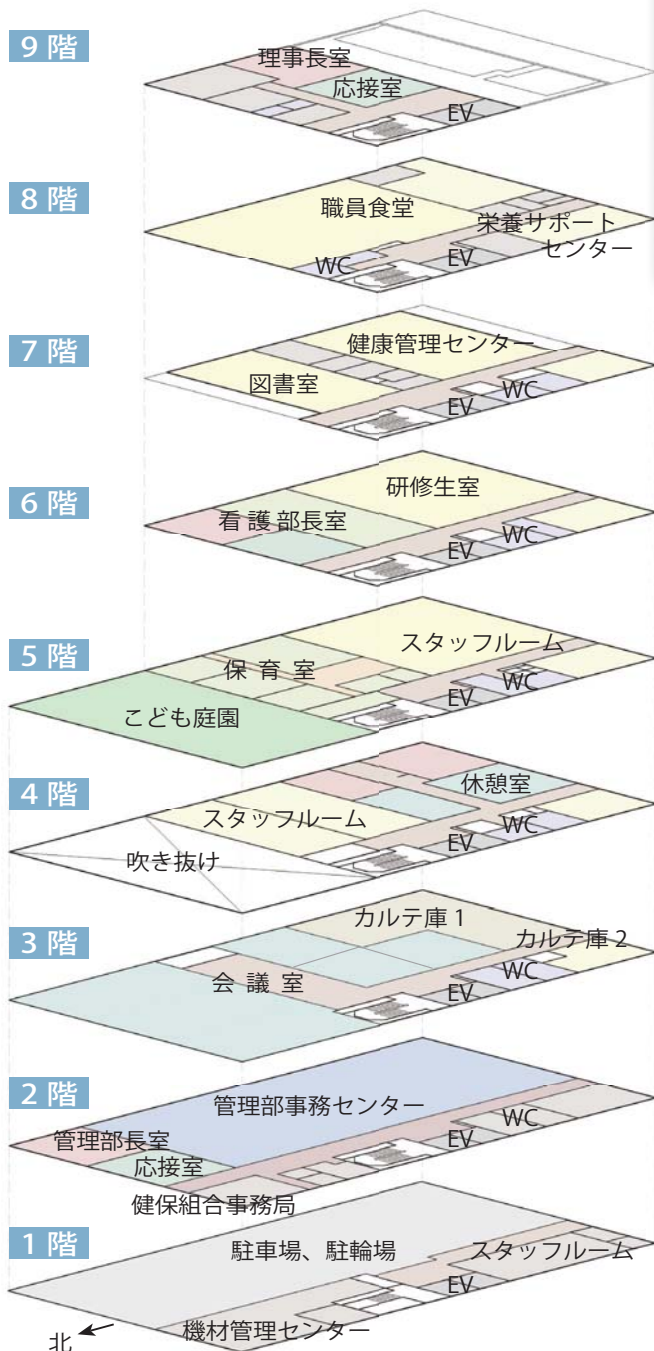 9 階
理事長室
応接室
EV
8 階
職員食堂
栄養サポート
センター
WC
EV
7 階
健康管理センター
図書室
WC
EV
6 階
研修生室
看 護 部長室
WC
EV
5 階
スタッフルーム
保 育 室
WC
EV
こども庭園
4 階
休憩室
スタッフルーム
WC
EV
吹き抜け
3 階
カルテ庫 1
カルテ庫 2
会 議 室
WC
EV
2 階
管理部事務センター
WC
管理部長室
EV
応接室
健保組合事務局
1 階
駐車場、駐輪場
スタッフルーム
EV
機材管理センター
北